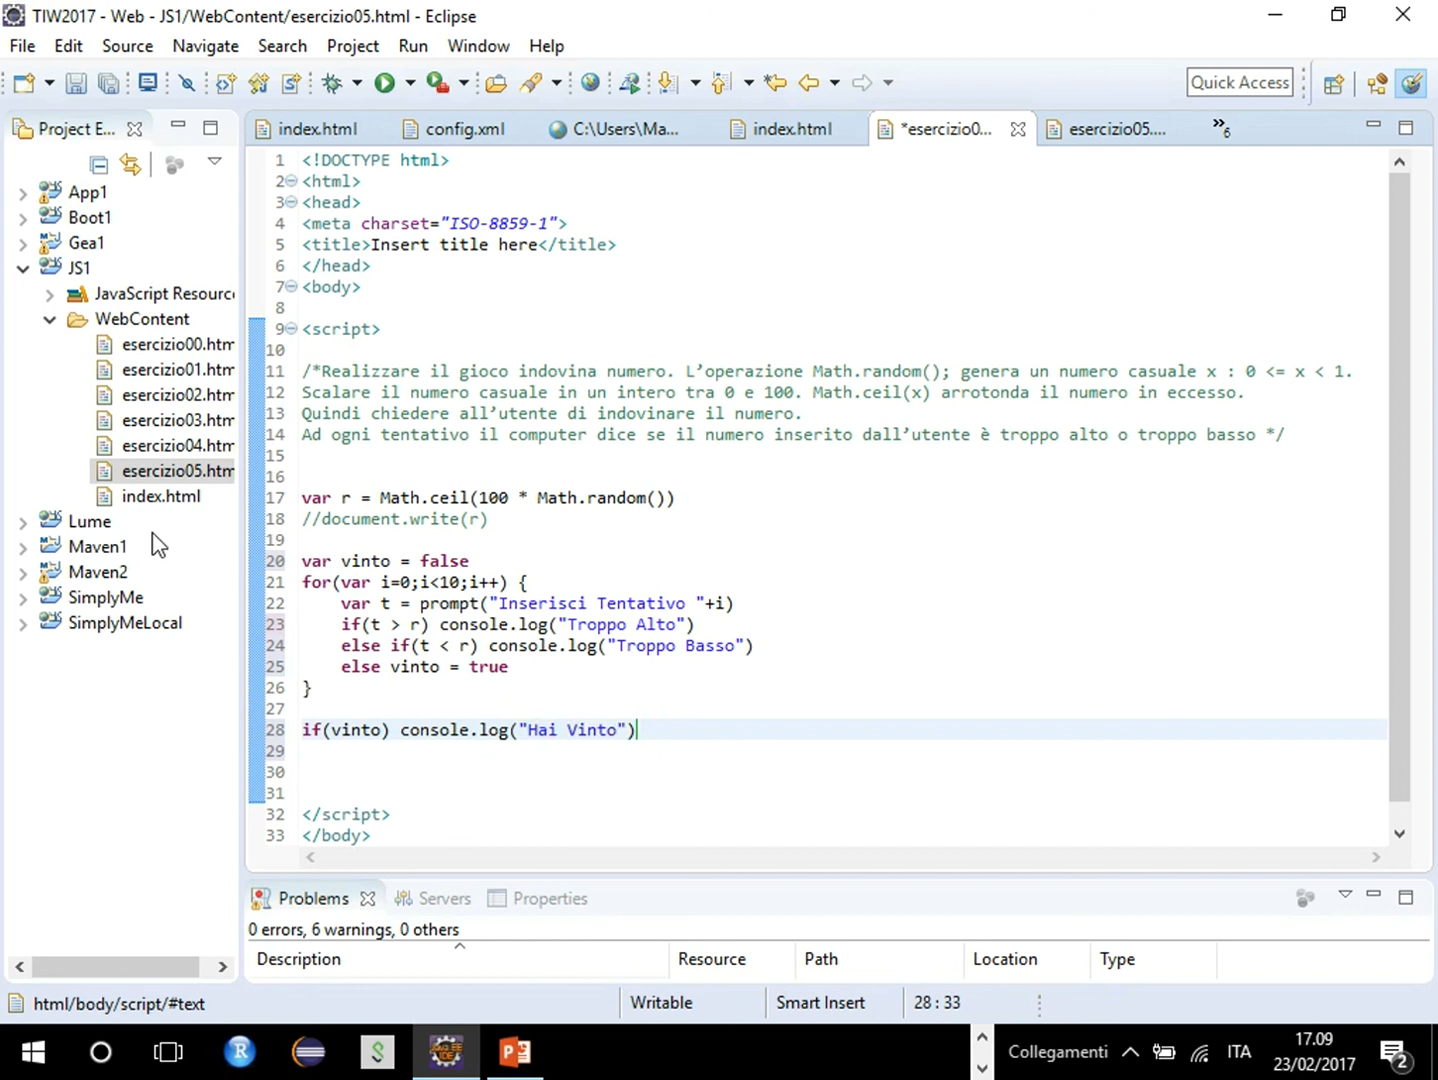 TIW2017 - Web - JS1/WebContent/esercizio05.html - Eclipse
File Edit Source Navigate Search Project Run Window Help
Quick Access
Project E...
index.html
config.xml
C:\Users\Ma...
index.html
*esercizio0...
esercizio05....
»6
App1
Boot1
Gea1
JS1
JavaScript Resourc
WebContent
esercizio00.htm
esercizio01.htm
esercizio02.htm
esercizio03.htm
esercizio04.htm
esercizio05.htm
index.html
Lume
Maven1
Maven2
SimplyMe
SimplyMeLocal
1 <!DOCTYPE html>
2 <html>
3 <head>
4 <meta charset="ISO-8859-1">
5 <title>Insert title here</title>
6 </head>
7 <body>
8
9 <script>
10
11 /*Realizzare il gioco indovina numero. L’operazione Math.random(); genera un numero casuale x : 0 <= x < 1.
12 Scalare il numero casuale in un intero tra 0 e 100. Math.ceil(x) arrotonda il numero in eccesso.
13 Quindi chiedere all’utente di indovinare il numero.
14 Ad ogni tentativo il computer dice se il numero inserito dall’utente è troppo alto o troppo basso */
15
16
17 var r = Math.ceil(100 * Math.random())
18 //document.write(r)
19
20 var vinto = false
21 for(var i=0;i<10;i++) {
22 var t = prompt("Inserisci Tentativo "+i)
23 if(t > r) console.log("Troppo Alto")
24 else if(t < r) console.log("Troppo Basso")
25 else vinto = true
26 }
27
28 if(vinto) console.log("Hai Vinto")
29
30
31
32 </script>
33 </body>
Problems Servers Properties
0 errors, 6 warnings, 0 others
Description Resource Path Location Type
html/body/script/#text Writable Smart Insert 28 : 33
Collegamenti ITA 17.09
23/02/2017
2